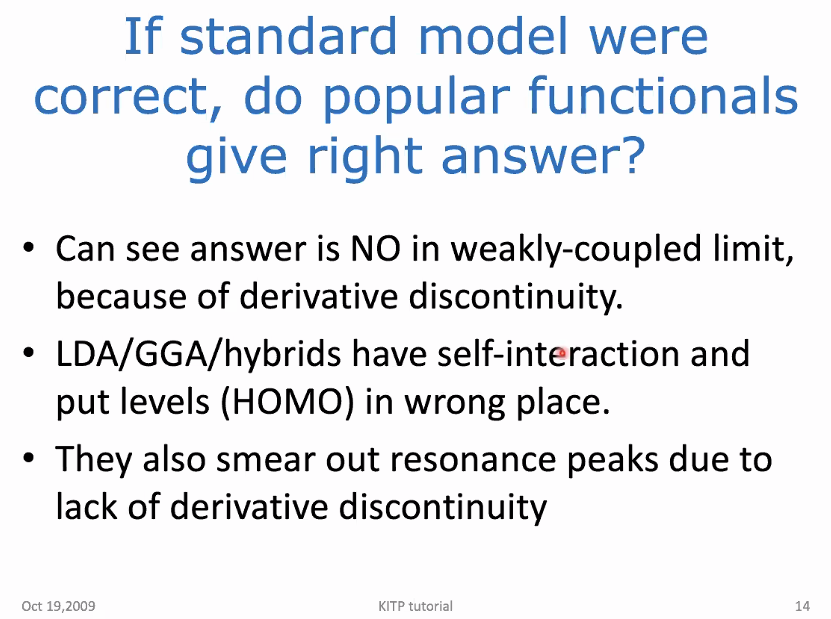 If standard model were
correct, do popular functionals
give right answer?
• Can see answer is NO in weakly-coupled limit,
because of derivative discontinuity.
• LDA/GGA/hybrids have self-interaction and
put levels (HOMO) in wrong place.
• They also smear out resonance peaks due to
lack of derivative discontinuity
Oct 19,2009 KITP tutorial 14